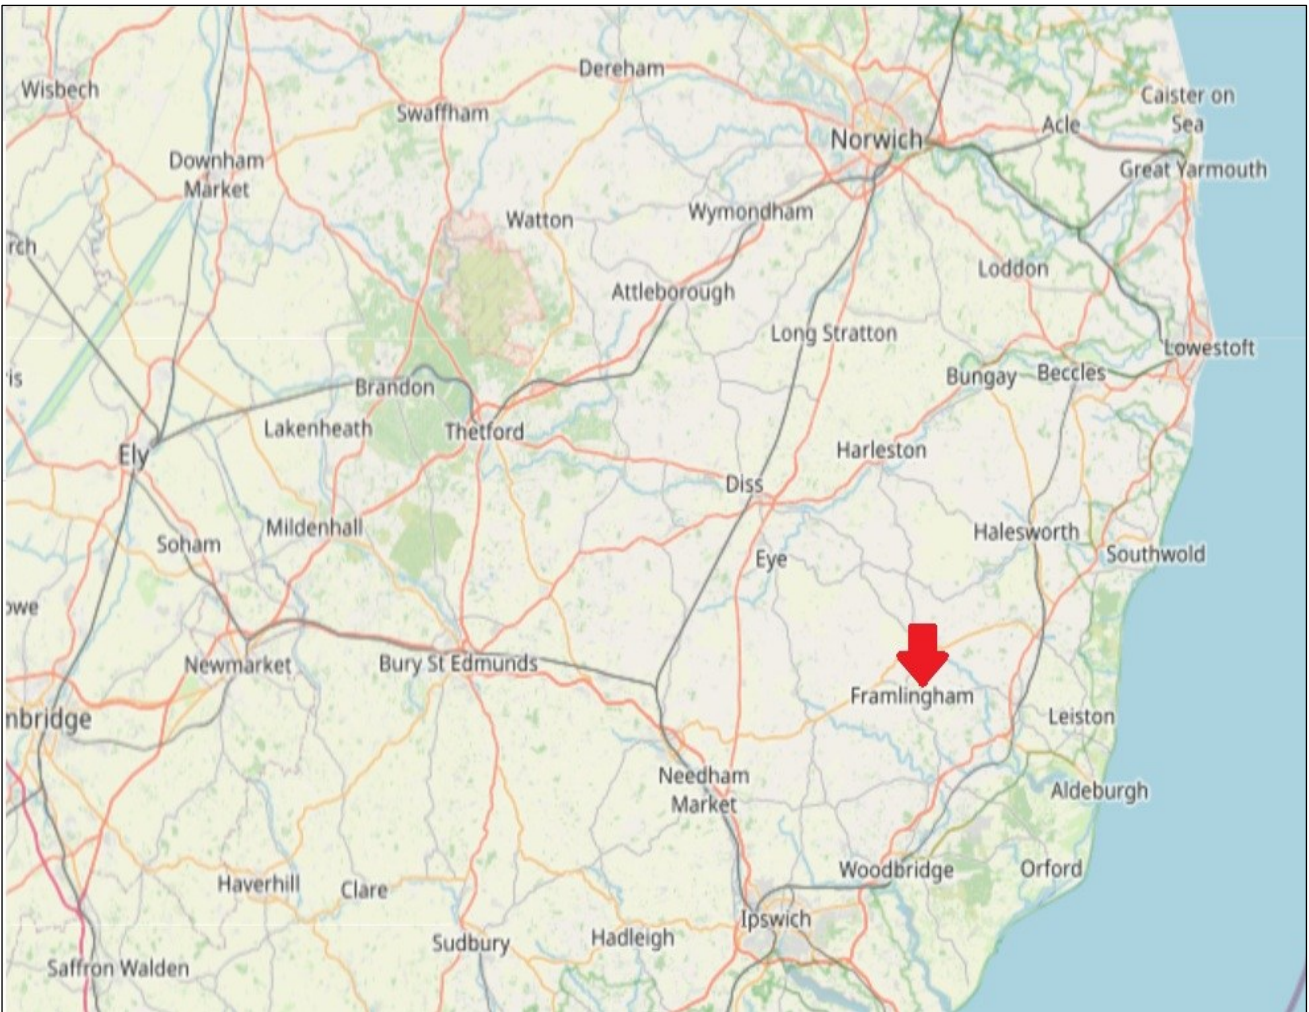 Dereham
Wisbech
Caister on
Sea
Swaffham
Acle
Norwich
Downham
Market
Great Yarmouth
Wymondham
Watton
rch
Loddon
Attleborough
Long Stratton
Lowestoft
Bungay
Beccles
is
Brandon
Lakenheath
Thetford
Harleston
Ely
Diss
Mildenhall
Halesworth
Soham
Southwold
Eye
owe
Newmarket
Bury St Edmunds
Framlingham
Leiston
nbridge
Needham
Market
Aldeburgh
Woodbridge
Orford
Haverhill
Clare
Ipswich
Hadleigh
Sudbury
Saffron Walden